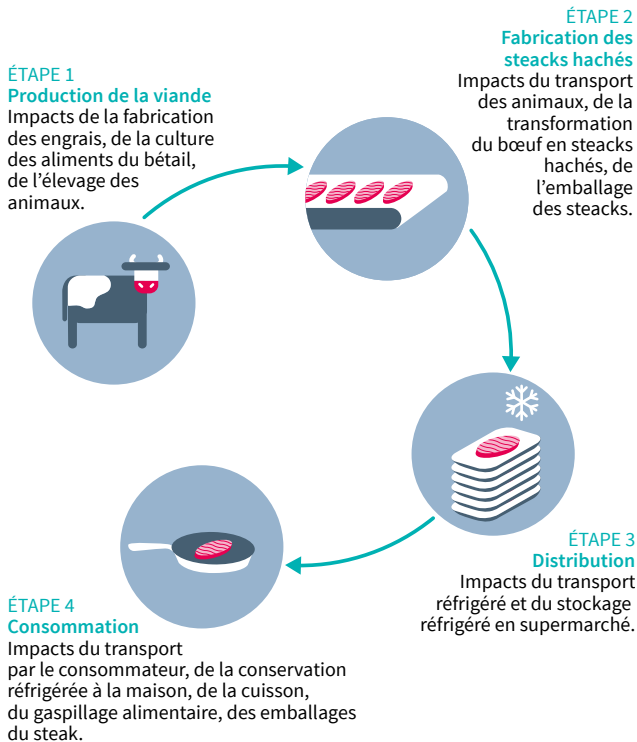 ÉTAPE 1
Production de la viande
Impacts de la fabrication
des engrais, de la culture
des aliments du bétail,
de l'élevage des
animaux.
ÉTAPE 2
Fabrication des
steacks hachés
Impacts du transport
des animaux, de la
transformation
du bœuf en steacks
hachés, de
l'emballage
des steacks.
ÉTAPE 3
Distribution
Impacts du transport
réfrigéré et du stockage
réfrigéré en supermarché.
ÉTAPE 4
Consommation
Impacts du transport
par le consommateur, de la conservation
réfrigérée à la maison, de la cuisson,
du gaspillage alimentaire, des emballages
du steak.